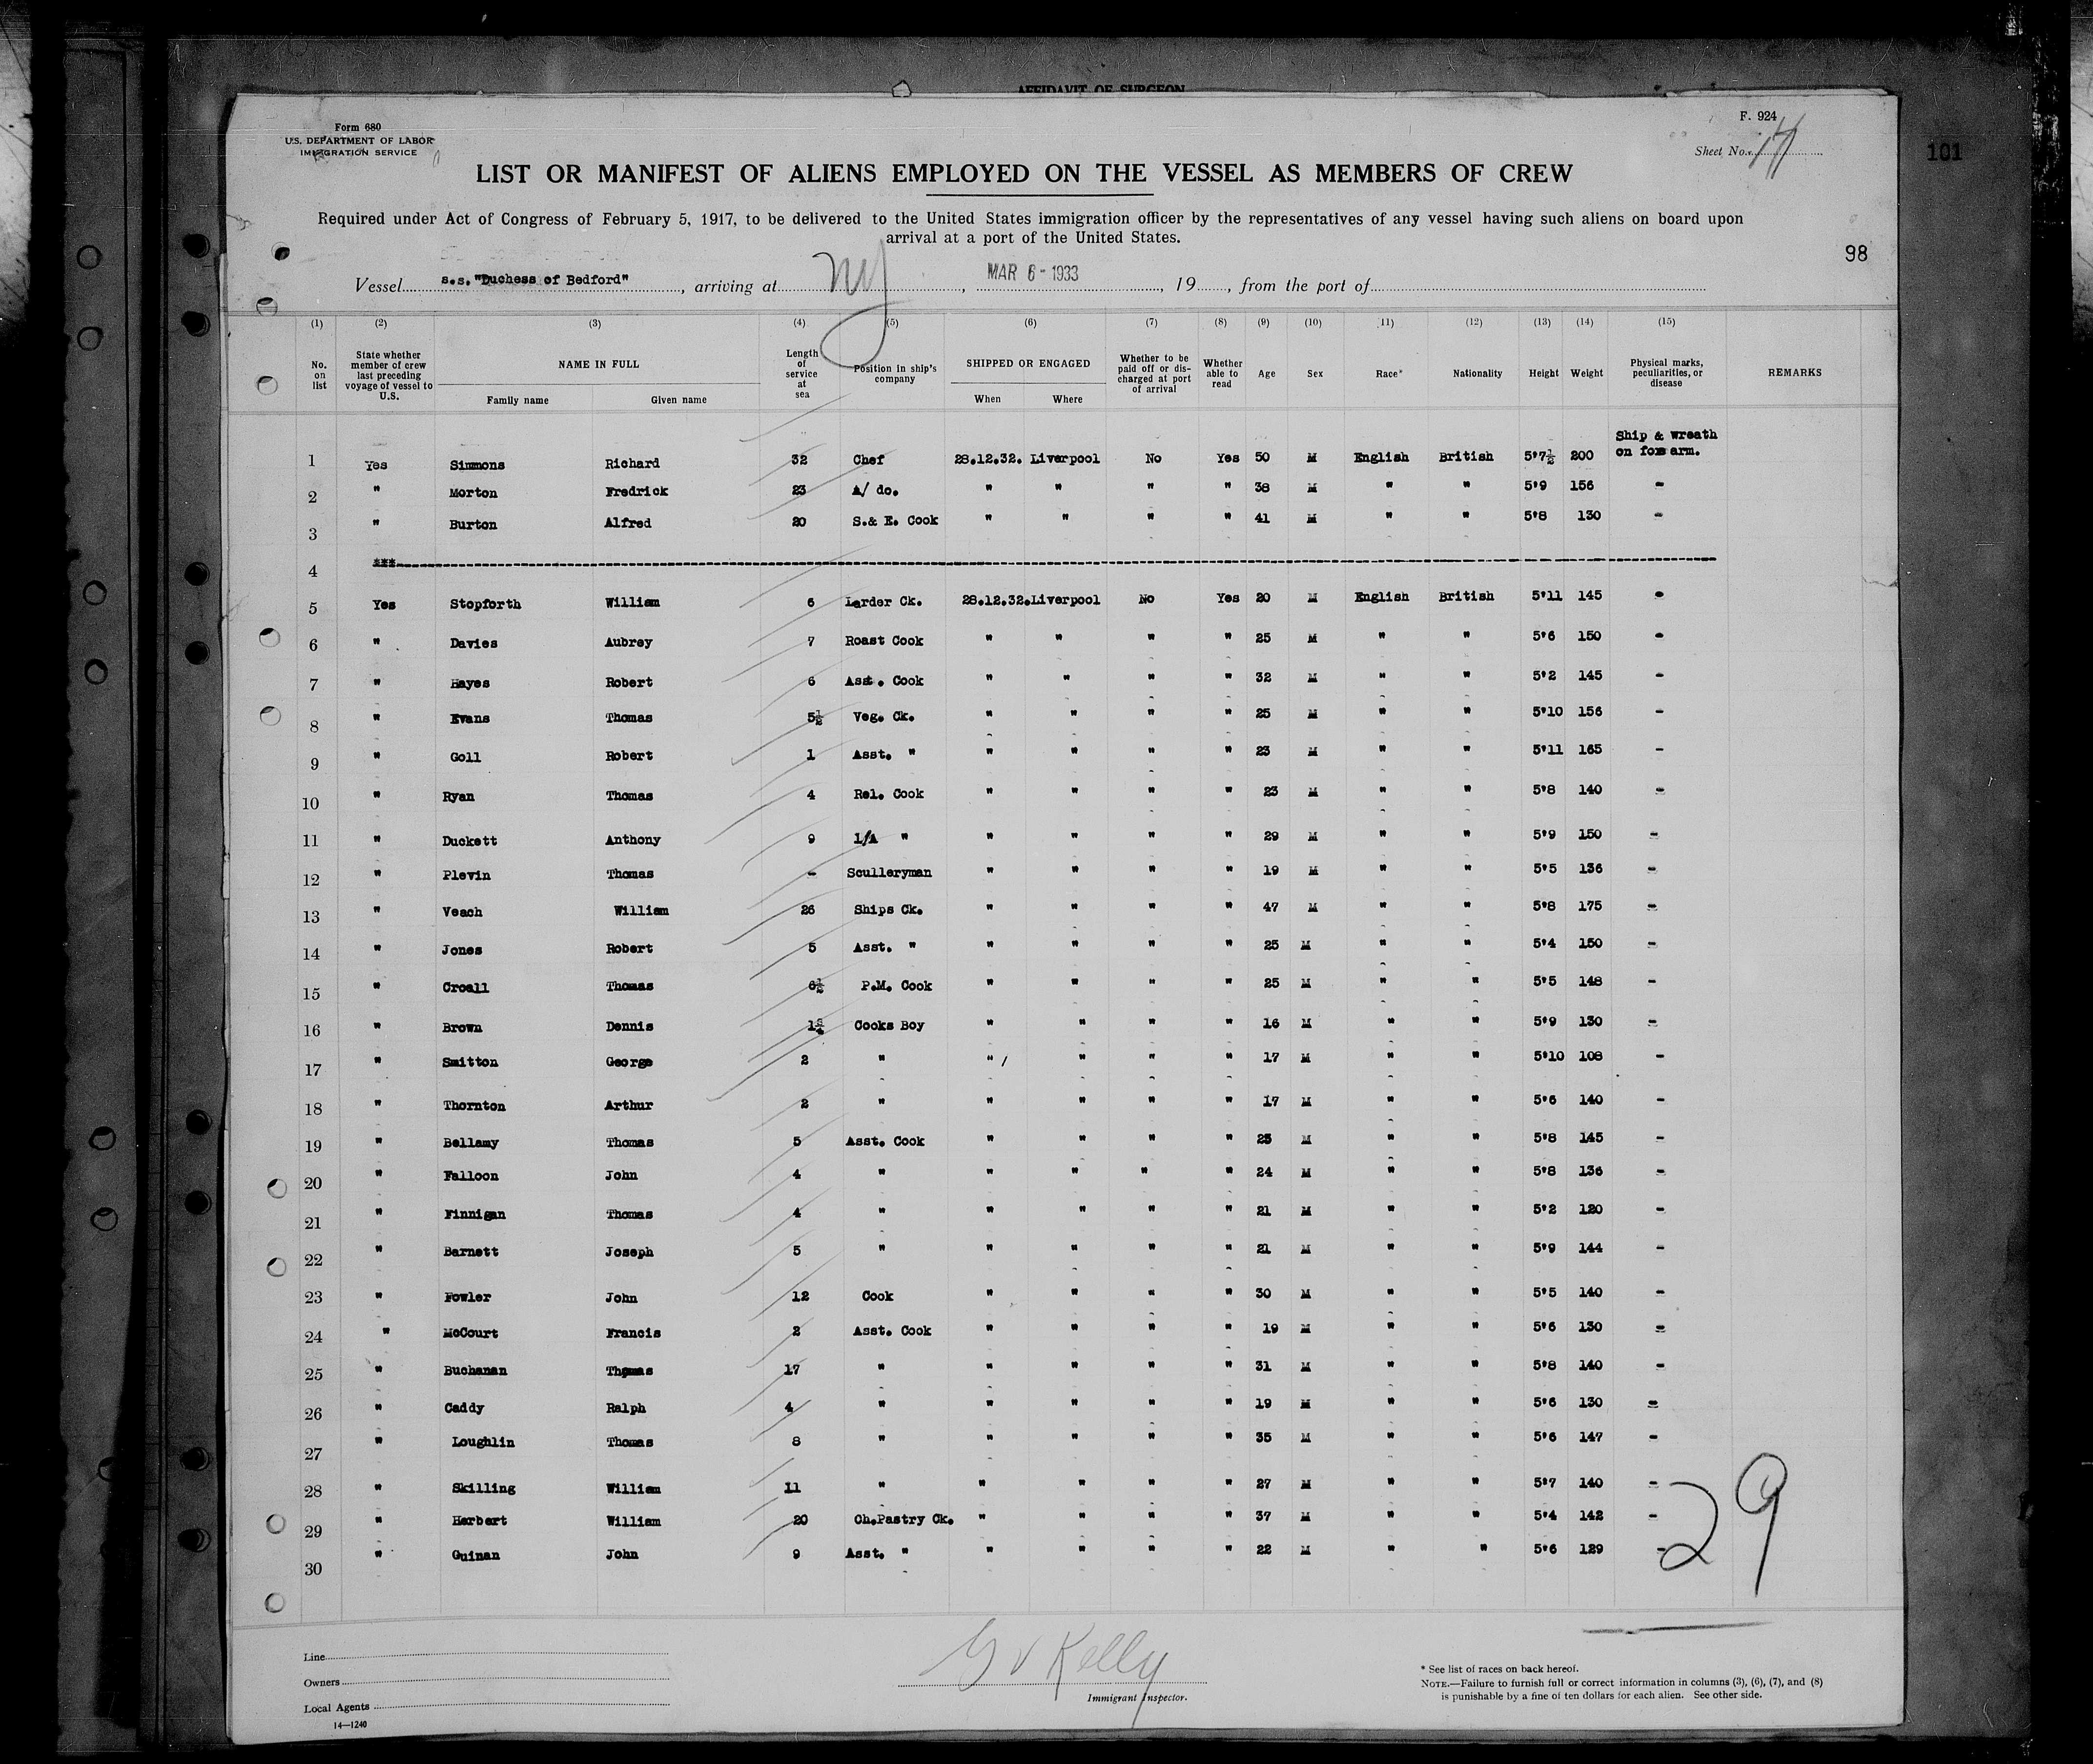 AFFIDAVIT OF SURGEON
Form 680
U.S. DEPARTMENT OF LABOR
IMMIGRATION SERVICE
F. 924
Sheet No.
101
LIST OR MANIFEST OF ALIENS EMPLOYED ON THE VESSEL AS MEMBERS OF CREW
Required under Act of Congress of February 5, 1917, to be delivered to the United States immigration officer by the representatives of any vessel having such aliens on board upon
arrival at a port of the United States.
98
Vessel s.s. "Duchess of Bedford", arriving at NY, MAR 6 - 1933, 19, from the port of
(1) (2) (3) (4) (5) (6) (7) (8) (9) (10) 11) (12) (13) (14) (15)
No. on list State whether member of crew last preceding voyage of vessel to U.S. NAME IN FULL Family name Given name Length of service at sea Position in ship's company SHIPPED OR ENGAGED When Where Whether to be paid off or discharged at port of arrival Whether able to read Age Sex Race* Nationality Height Weight Physical marks, peculiarities, or disease REMARKS
1 Yes Simmons Richard 32 Chef 28.12.32. Liverpool No Yes 50 M English British 5'7½ 200 Ship & wreath on forearm.
2 " Morton Fredrick 23 A/ do. " " " " 38 M " " 5'9 156 -
3 " Burton Alfred 20 S.& E. Cook " " " " 41 M " " 5'8 130 -
4 ***-----------------------------------
5 Yes Stopforth William 6 Larder Ck. 28.12.32. Liverpool No Yes 20 M English British 5'11 145 -
6 " Davies Aubrey 7 Roast Cook " " " " 25 M " " 5'6 150 -
7 " Hayes Robert 6 Asst. Cook " " " " 32 M " " 5'2 145 -
8 " Evans Thomas 5½ Veg. Ck. " " " " 25 M " " 5'10 156 -
9 " Goll Robert 1 Asst. " " " " " 23 M " " 5'11 165 -
10 " Ryan Thomas 4 Rel. Cook " " " " 23 M " " 5'8 140 -
11 " Duckett Anthony 9 1/A " " " " " 29 M " " 5'9 150 -
12 " Plevin Thomas - Sculleryman " " " " 19 M " " 5'5 136 -
13 " Veach William 26 Ships Ck. " " " " 47 M " " 5'8 175 -
14 " Jones Robert 5 Asst. " " " " " 25 M " " 5'4 150 -
15 " Croall Thomas 6½ P.M. Cook " " " " 25 M " " 5'5 148 -
16 " Brown Dennis Cooks Boy " " " " 16 M " " 5'9 130 -
17 " Smitton George 2 " " / " " " 17 M " " 5'10 108 -
18 " Thornton Arthur 2 " " " " " 17 M " " 5'6 140 -
19 " Bellamy Thomas 5 Asst. Cook " " " " M " " 5'8 145 -
20 " Falloon John 4 " " " " " 24 M " " 5'8 136 -
21 " Finnigan Thomas 4 " " " " " 21 M " " 5'2 120 -
22 " Barnett Joseph 5 " " " " " 21 M " " 5'9 144 -
23 " Fowler John 12 Cook " " " " 30 M " " 5'5 140 -
24 " McCourt Francis 2 Asst. Cook " " " " 19 M " " 5'6 130 -
25 " Buchanan Thomas 17 " " " " " 31 M " " 5'8 140 -
26 " Caddy Ralph 4 " " " " " 19 M " " 5'6 130 -
27 " Loughlin Thomas 8 " " " " " 35 M " " 5'6 147 -
28 " Skilling William 11 " " " " " 27 M " " 5'7 140 -
29 " Herbert William 20 Ch.Pastry Ck. " " " " 37 M " " 5'4 142 -
30 " Guinan John 9 Asst. " " " " " 22 M " " 5'6 129 -
29
Line
Owners
Local Agents
14—1240
G V Kelly
Immigrant Inspector.
* See list of races on back hereof.
NOTE.—Failure to furnish full or correct information in columns (3), (6), (7), and (8)
is punishable by a fine of ten dollars for each alien. See other side.